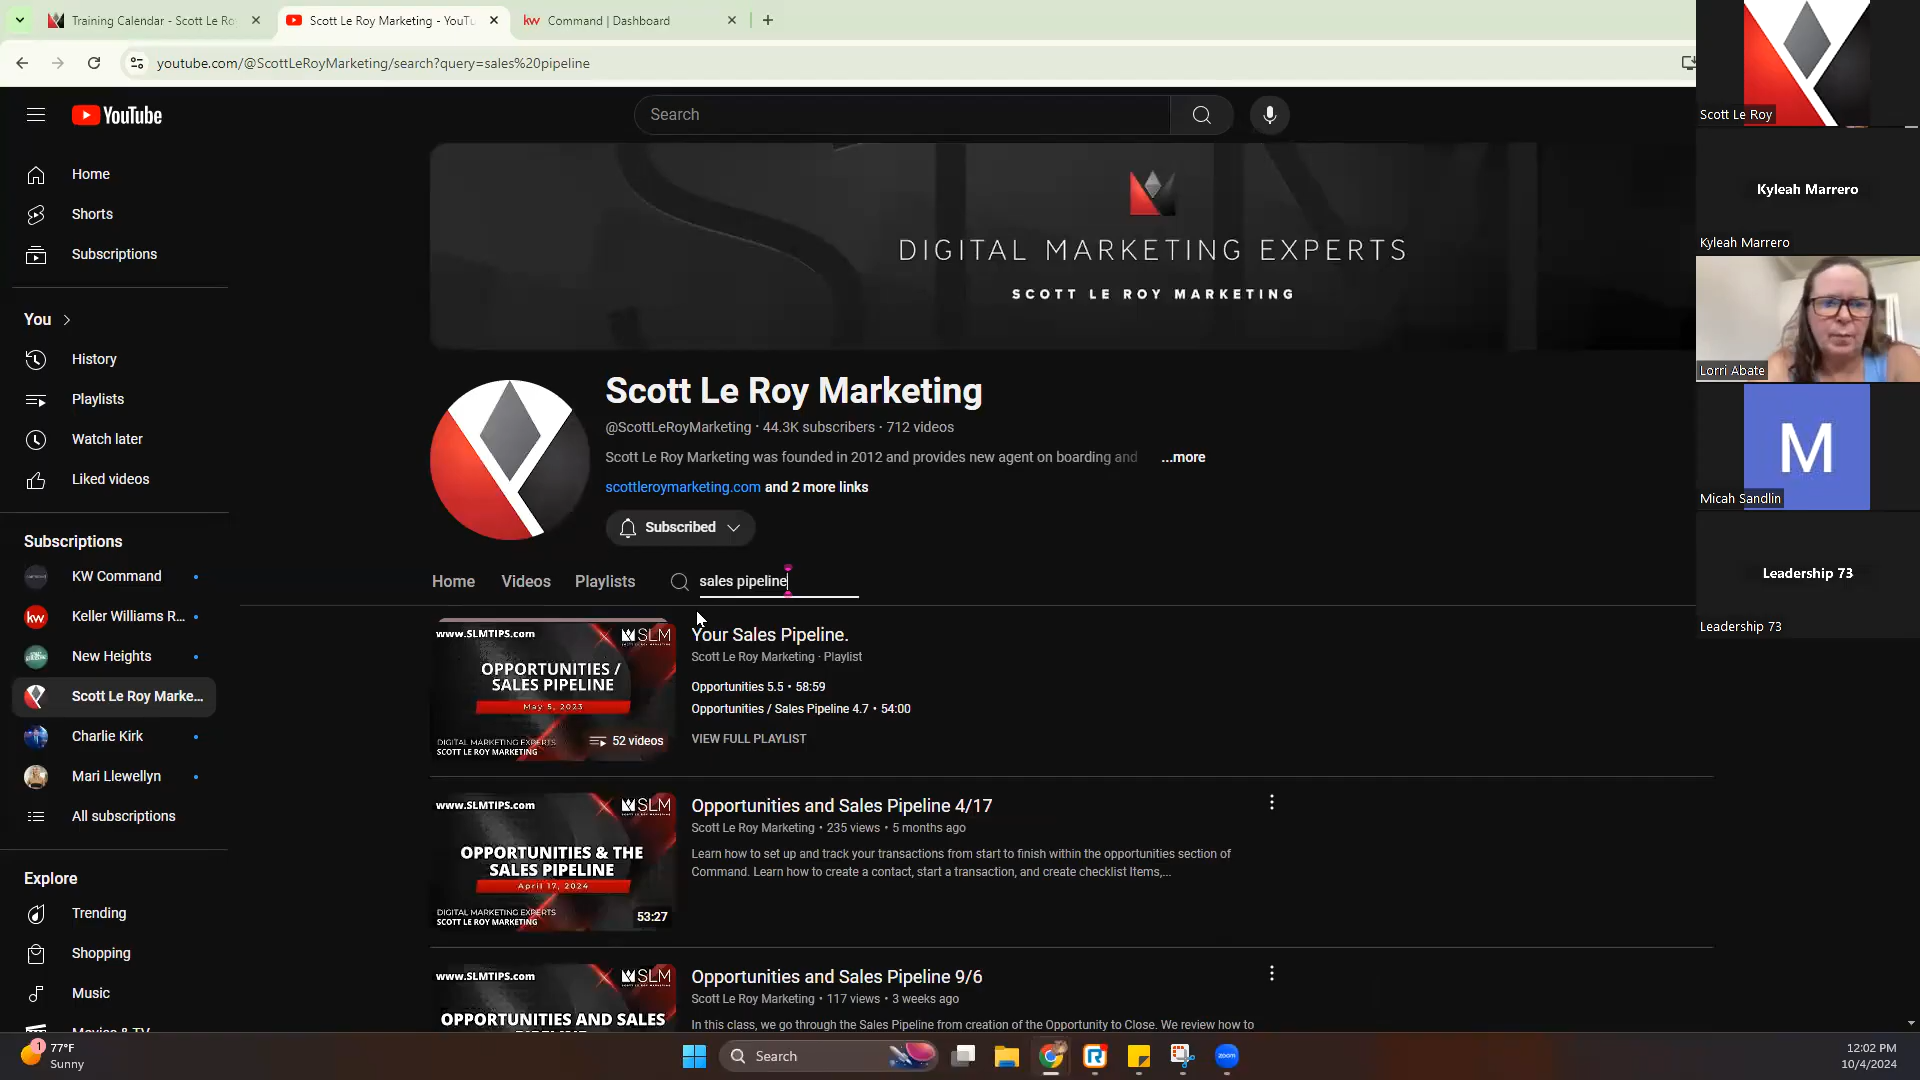 Training Calendar - Scott Le Ro
Scott Le Roy Marketing - YouTu
Command | Dashboard
youtube.com/@ScottLeRoyMarketing/search?query=sales%20pipeline
YouTube
Search
Home
Shorts
Subscriptions
You
History
Playlists
Watch later
Liked videos
Subscriptions
KW Command
Keller Williams R...
New Heights
Scott Le Roy Marke...
Charlie Kirk
Mari Llewellyn
All subscriptions
Explore
Trending
Shopping
Music
Movies & TV
DIGITAL MARKETING EXPERTS
SCOTT LE ROY MARKETING
Scott Le Roy Marketing
@ScottLeRoyMarketing · 44.3K subscribers · 712 videos
Scott Le Roy Marketing was founded in 2012 and provides new agent on boarding and ...more
scottleroymarketing.com and 2 more links
Subscribed
Home Videos Playlists sales pipeline
www.SLMTIPS.com SLM
OPPORTUNITIES /
SALES PIPELINE
May 5, 2023
DIGITAL MARKETING EXPERTS
SCOTT LE ROY MARKETING
52 videos
Your Sales Pipeline.
Scott Le Roy Marketing · Playlist
Opportunities 5.5 • 58:59
Opportunities / Sales Pipeline 4.7 • 54:00
VIEW FULL PLAYLIST
www.SLMTIPS.com SLM
OPPORTUNITIES & THE
SALES PIPELINE
April 17, 2024
DIGITAL MARKETING EXPERTS
SCOTT LE ROY MARKETING
53:27
Opportunities and Sales Pipeline 4/17
Scott Le Roy Marketing • 235 views • 5 months ago
Learn how to set up and track your transactions from start to finish within the opportunities section of
Command. Learn how to create a contact, start a transaction, and create checklist Items,...
www.SLMTIPS.com SLM
OPPORTUNITIES AND SALES
Opportunities and Sales Pipeline 9/6
Scott Le Roy Marketing • 117 views • 3 weeks ago
In this class, we go through the Sales Pipeline from creation of the Opportunity to Close. We review how to
Scott Le Roy
Kyleah Marrero
Kyleah Marrero
Lorri Abate
M
Micah Sandlin
Leadership 73
Leadership 73
1
77°F
Sunny
Search
zoom
12:02 PM
10/4/2024